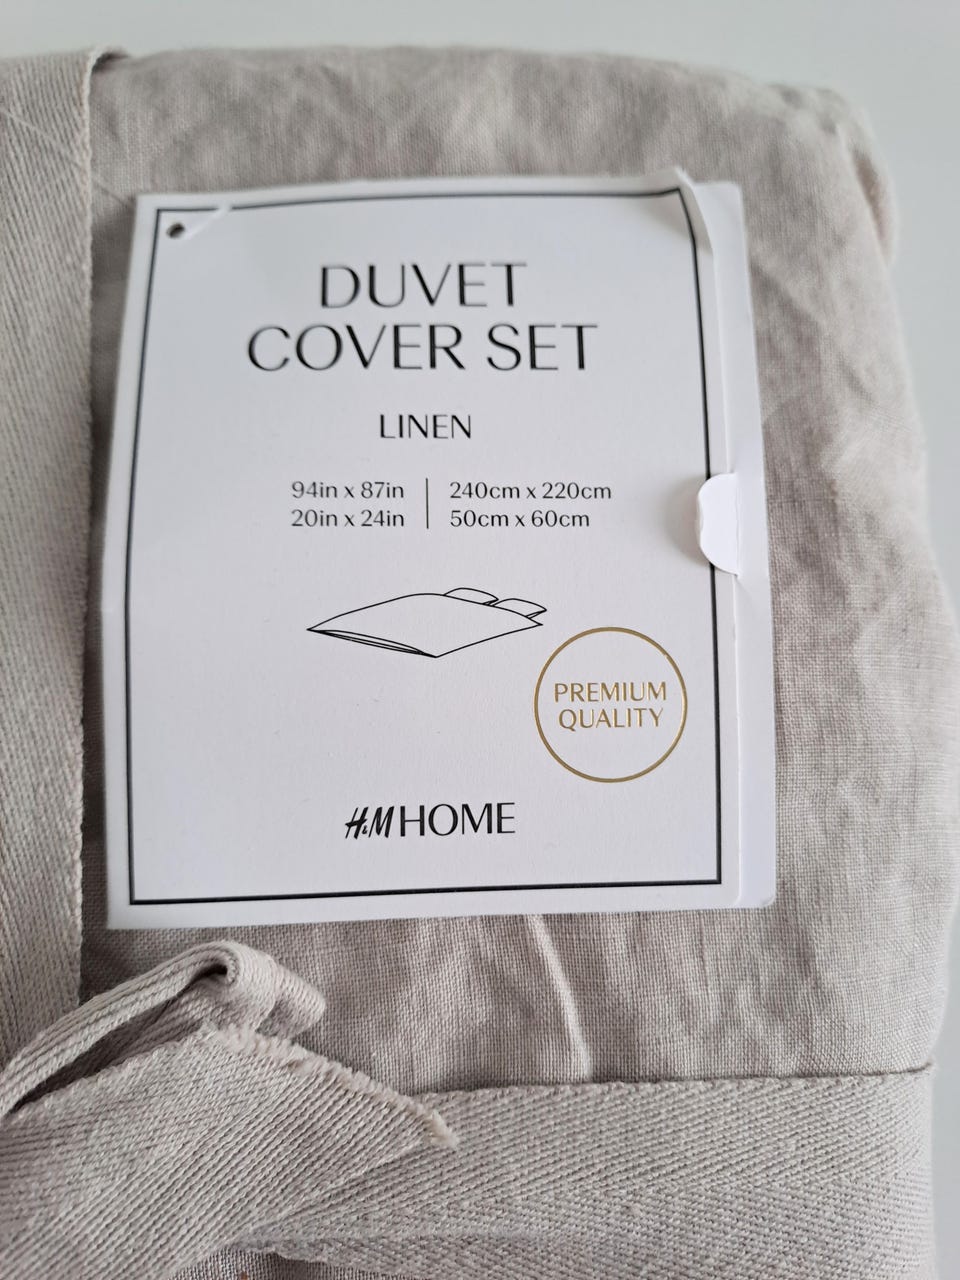 DUVET
COVER SET
LINEN
94in x 87in | 240cm x 220cm
20in x 24in | 50cm x 60cm
PREMIUM
QUALITY
H&M HOME